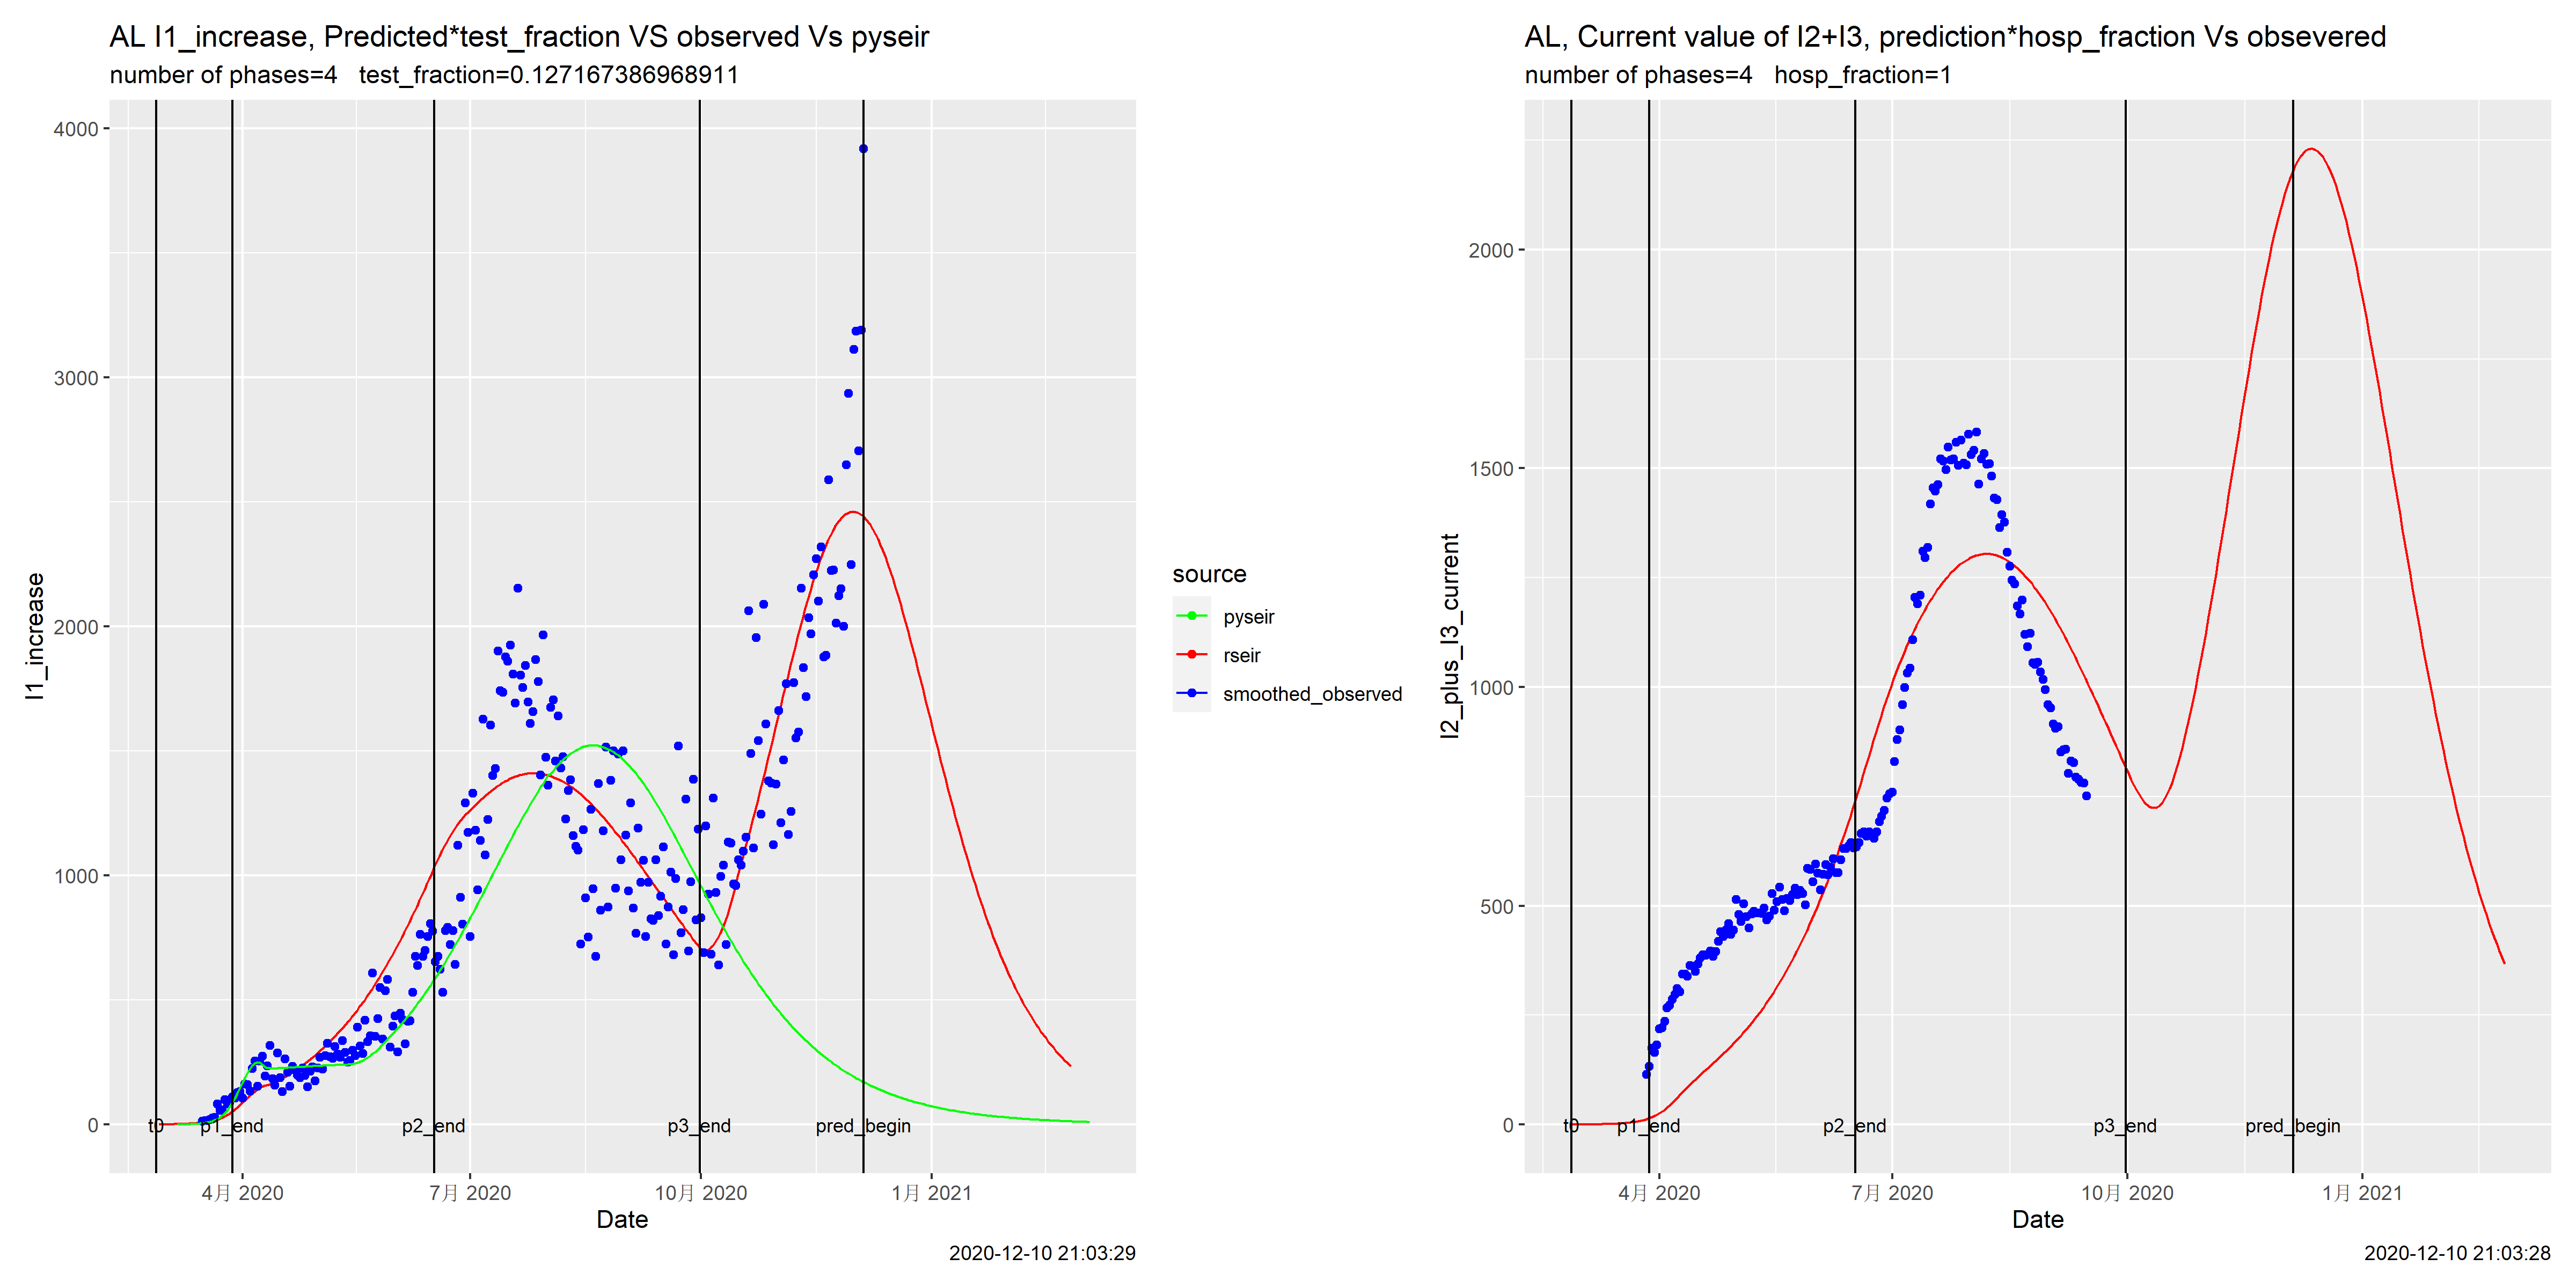 AL I1_increase, Predicted*test_fraction VS observed Vs pyseir
number of phases=4 test_fraction=0.127167386968911
4000
3000
2000
1000
0
I1_increase
t0
p1_end
p2_end
p3_end
pred_begin
4月 2020
7月 2020
10月 2020
1月 2021
Date
2020-12-10 21:03:29
source
pyseir
rseir
smoothed_observed
AL, Current value of I2+I3, prediction*hosp_fraction Vs obsevered
number of phases=4 hosp_fraction=1
2000
1500
1000
500
0
I2_plus_I3_current
t0
p1_end
p2_end
p3_end
pred_begin
4月 2020
7月 2020
10月 2020
1月 2021
Date
2020-12-10 21:03:28